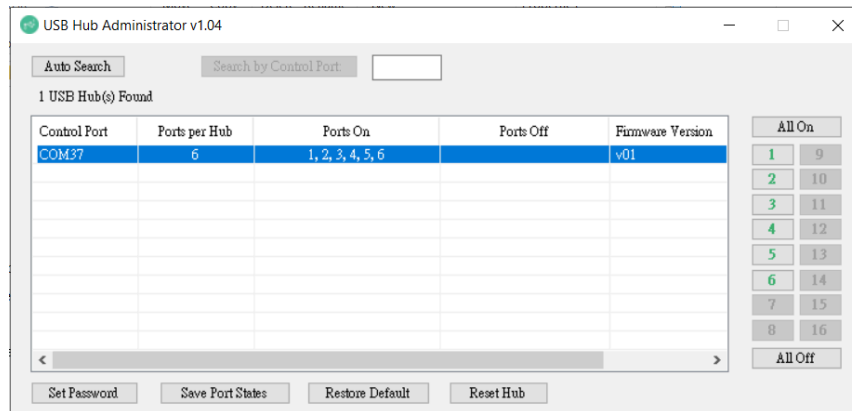 USB Hub Administrator v1.04
Auto Search Search by Control Port:
1 USB Hub(s) Found
Control Port Ports per Hub Ports On Ports Off Firmware Version
COM37 6 1, 2, 3, 4, 5, 6 v01
All On
1 9
2 10
3 11
4 12
5 13
6 14
7 15
8 16
All Off
Set Password Save Port States Restore Default Reset Hub